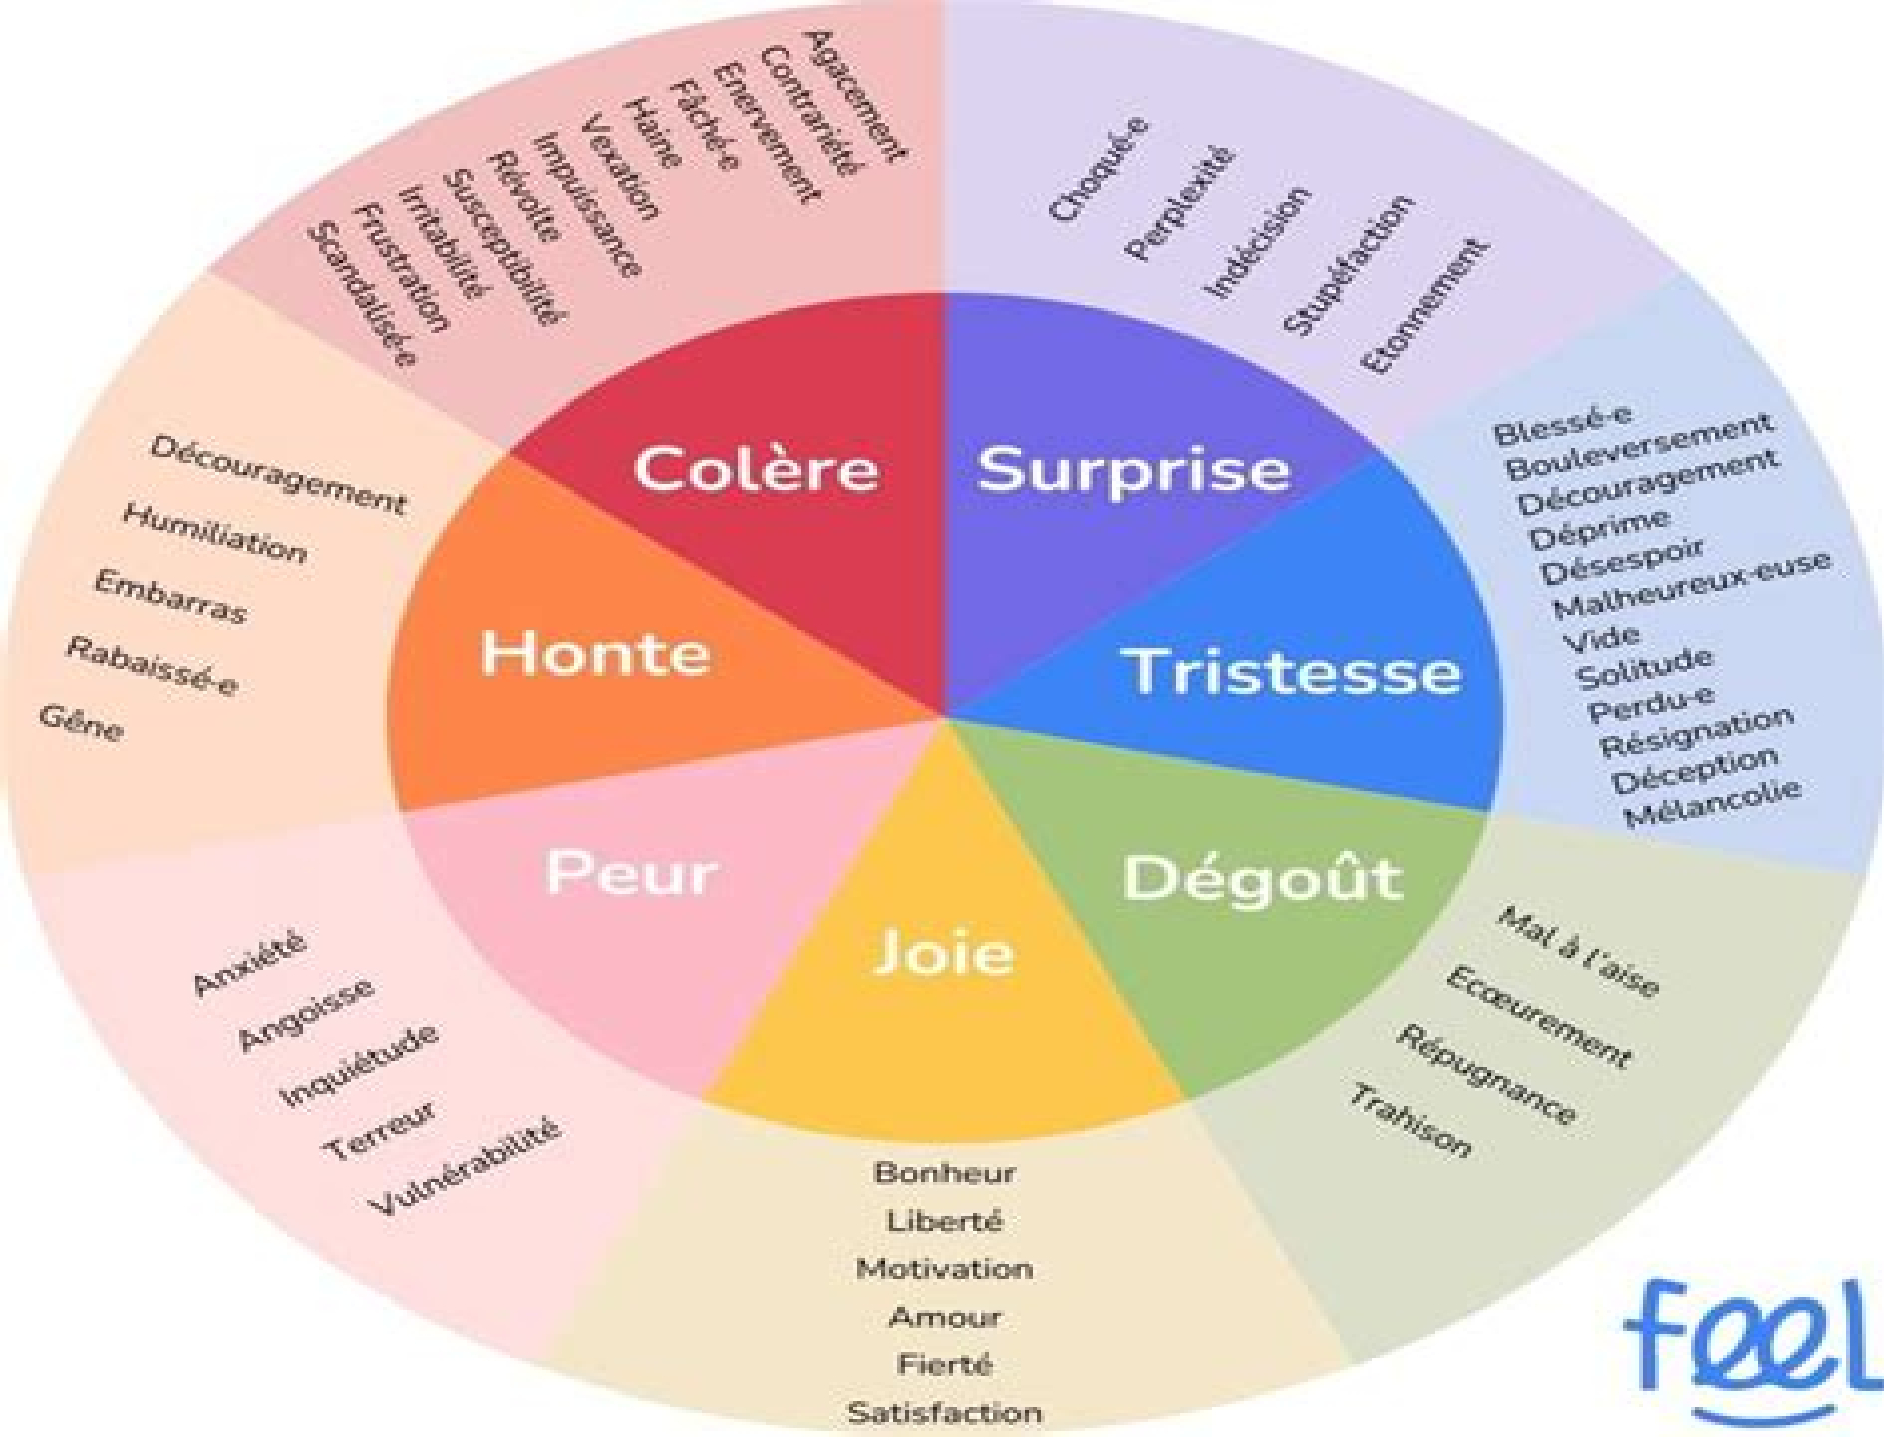 Colère
Agacement
Contrariété
Enervement
Fâché·e
Haine
Vexation
Impuissance
Révolte
Susceptibilité
Irritabilité
Frustration
Scandalisé·e
Surprise
Choqué·e
Perplexité
Indécision
Stupéfaction
Etonnement
Tristesse
Blessé·e
Bouleversement
Découragement
Déprime
Désespoir
Malheureux·euse
Vide
Solitude
Perdu·e
Résignation
Déception
Mélancolie
Dégoût
Mal à l'aise
Ecœurement
Répugnance
Trahison
Joie
Bonheur
Liberté
Motivation
Amour
Fierté
Satisfaction
Peur
Anxiété
Angoisse
Inquiétude
Terreur
Vulnérabilité
Honte
Découragement
Humiliation
Embarras
Rabaissé·e
Gêne
feel